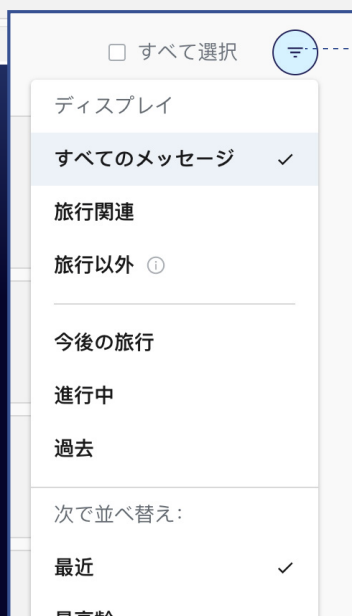 すべて選択
ディスプレイ
すべてのメッセージ
旅行関連
旅行以外
今後の旅行
進行中
過去
次で並べ替え:
最近